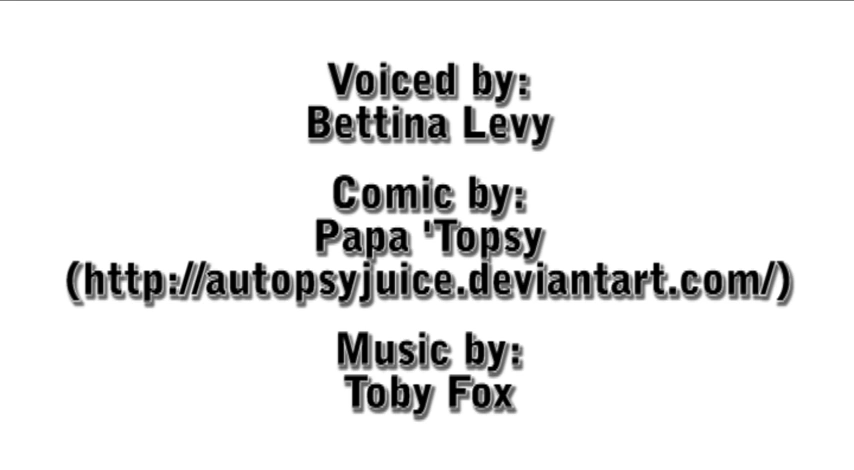 Voiced by:
Bettina Levy
Comic by:
Papa 'Topsy
(http://autopsyjuice.deviantart.com/)
Music by:
Toby Fox